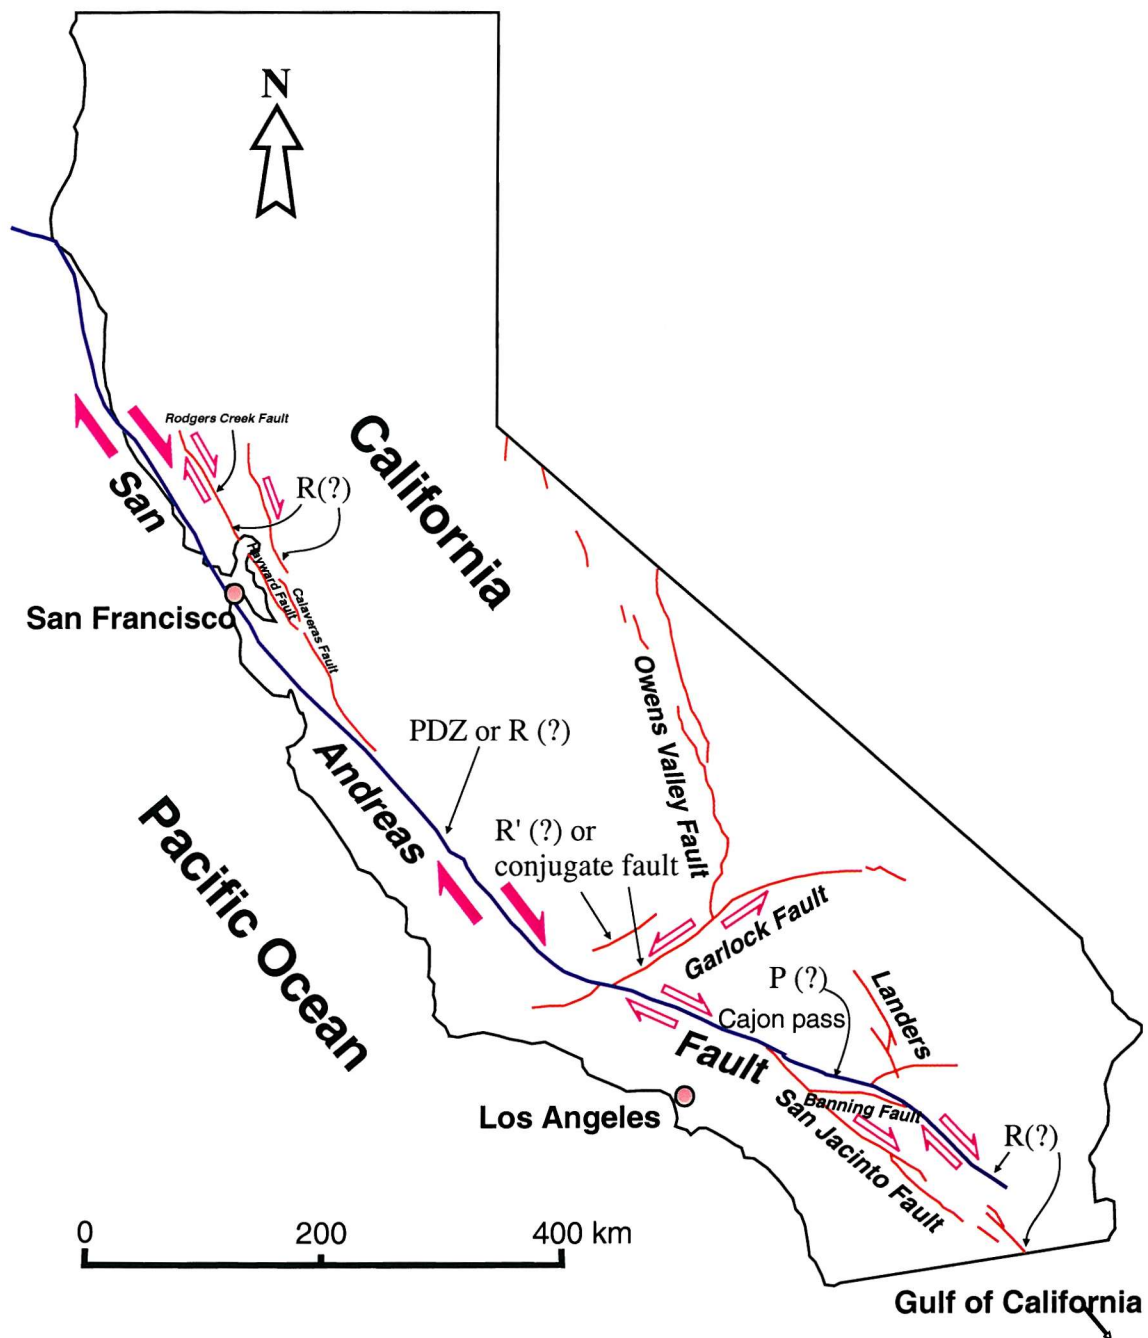 N
Rodgers Creek Fault
R(?)
California
San
Hayward Fault
Calaveras Fault
San Francisco
PDZ or R (?)
Owens Valley Fault
Andreas
R' (?) or
conjugate fault
Pacific Ocean
Garlock Fault
P (?)
Cajon pass
Landers
Fault
Banning Fault
Los Angeles
San Jacinto Fault
R(?)
0 200 400 km
Gulf of California